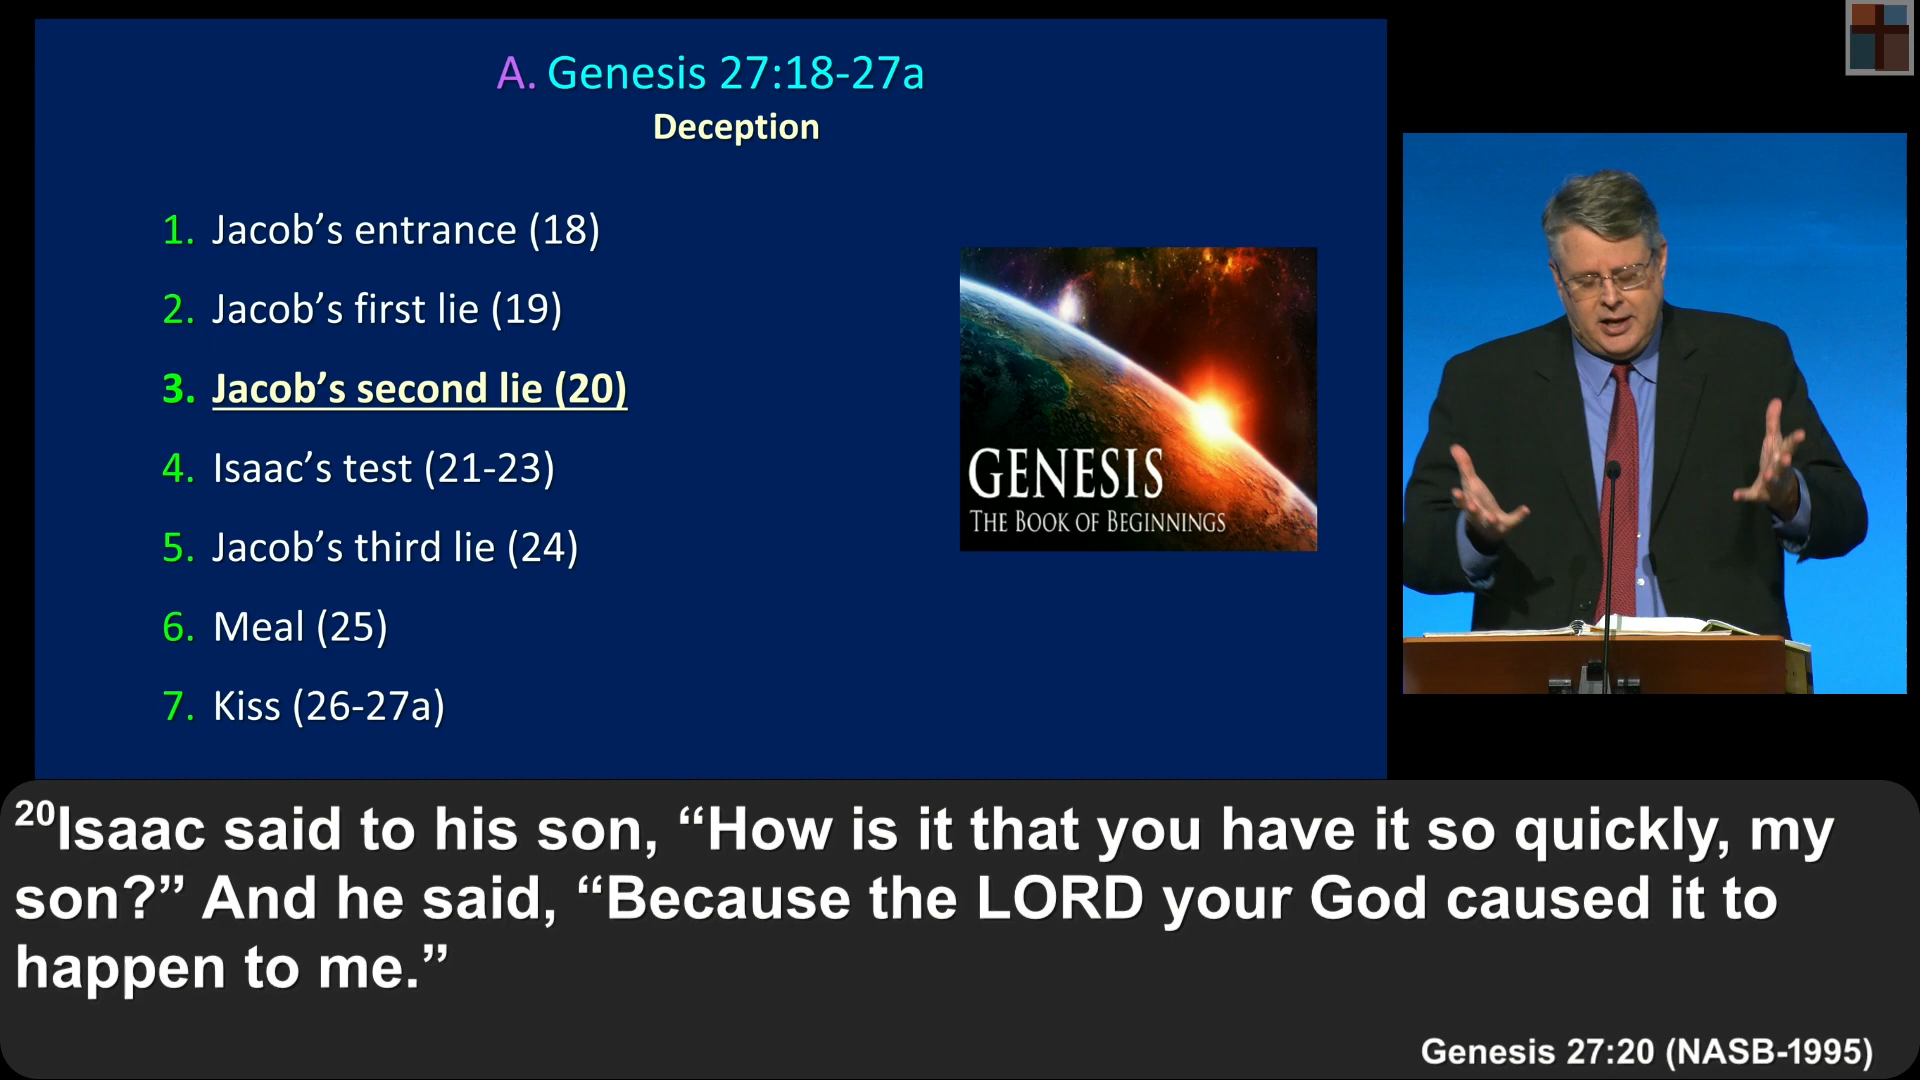 A. Genesis 27:18-27a
Deception
1. Jacob’s entrance (18)
2. Jacob’s first lie (19)
3. Jacob’s second lie (20)
4. Isaac’s test (21-23)
5. Jacob’s third lie (24)
6. Meal (25)
7. Kiss (26-27a)
GENESIS
THE BOOK OF BEGINNINGS
20Isaac said to his son, “How is it that you have it so quickly, my
son?” And he said, “Because the LORD your God caused it to
happen to me.”
Genesis 27:20 (NASB-1995)